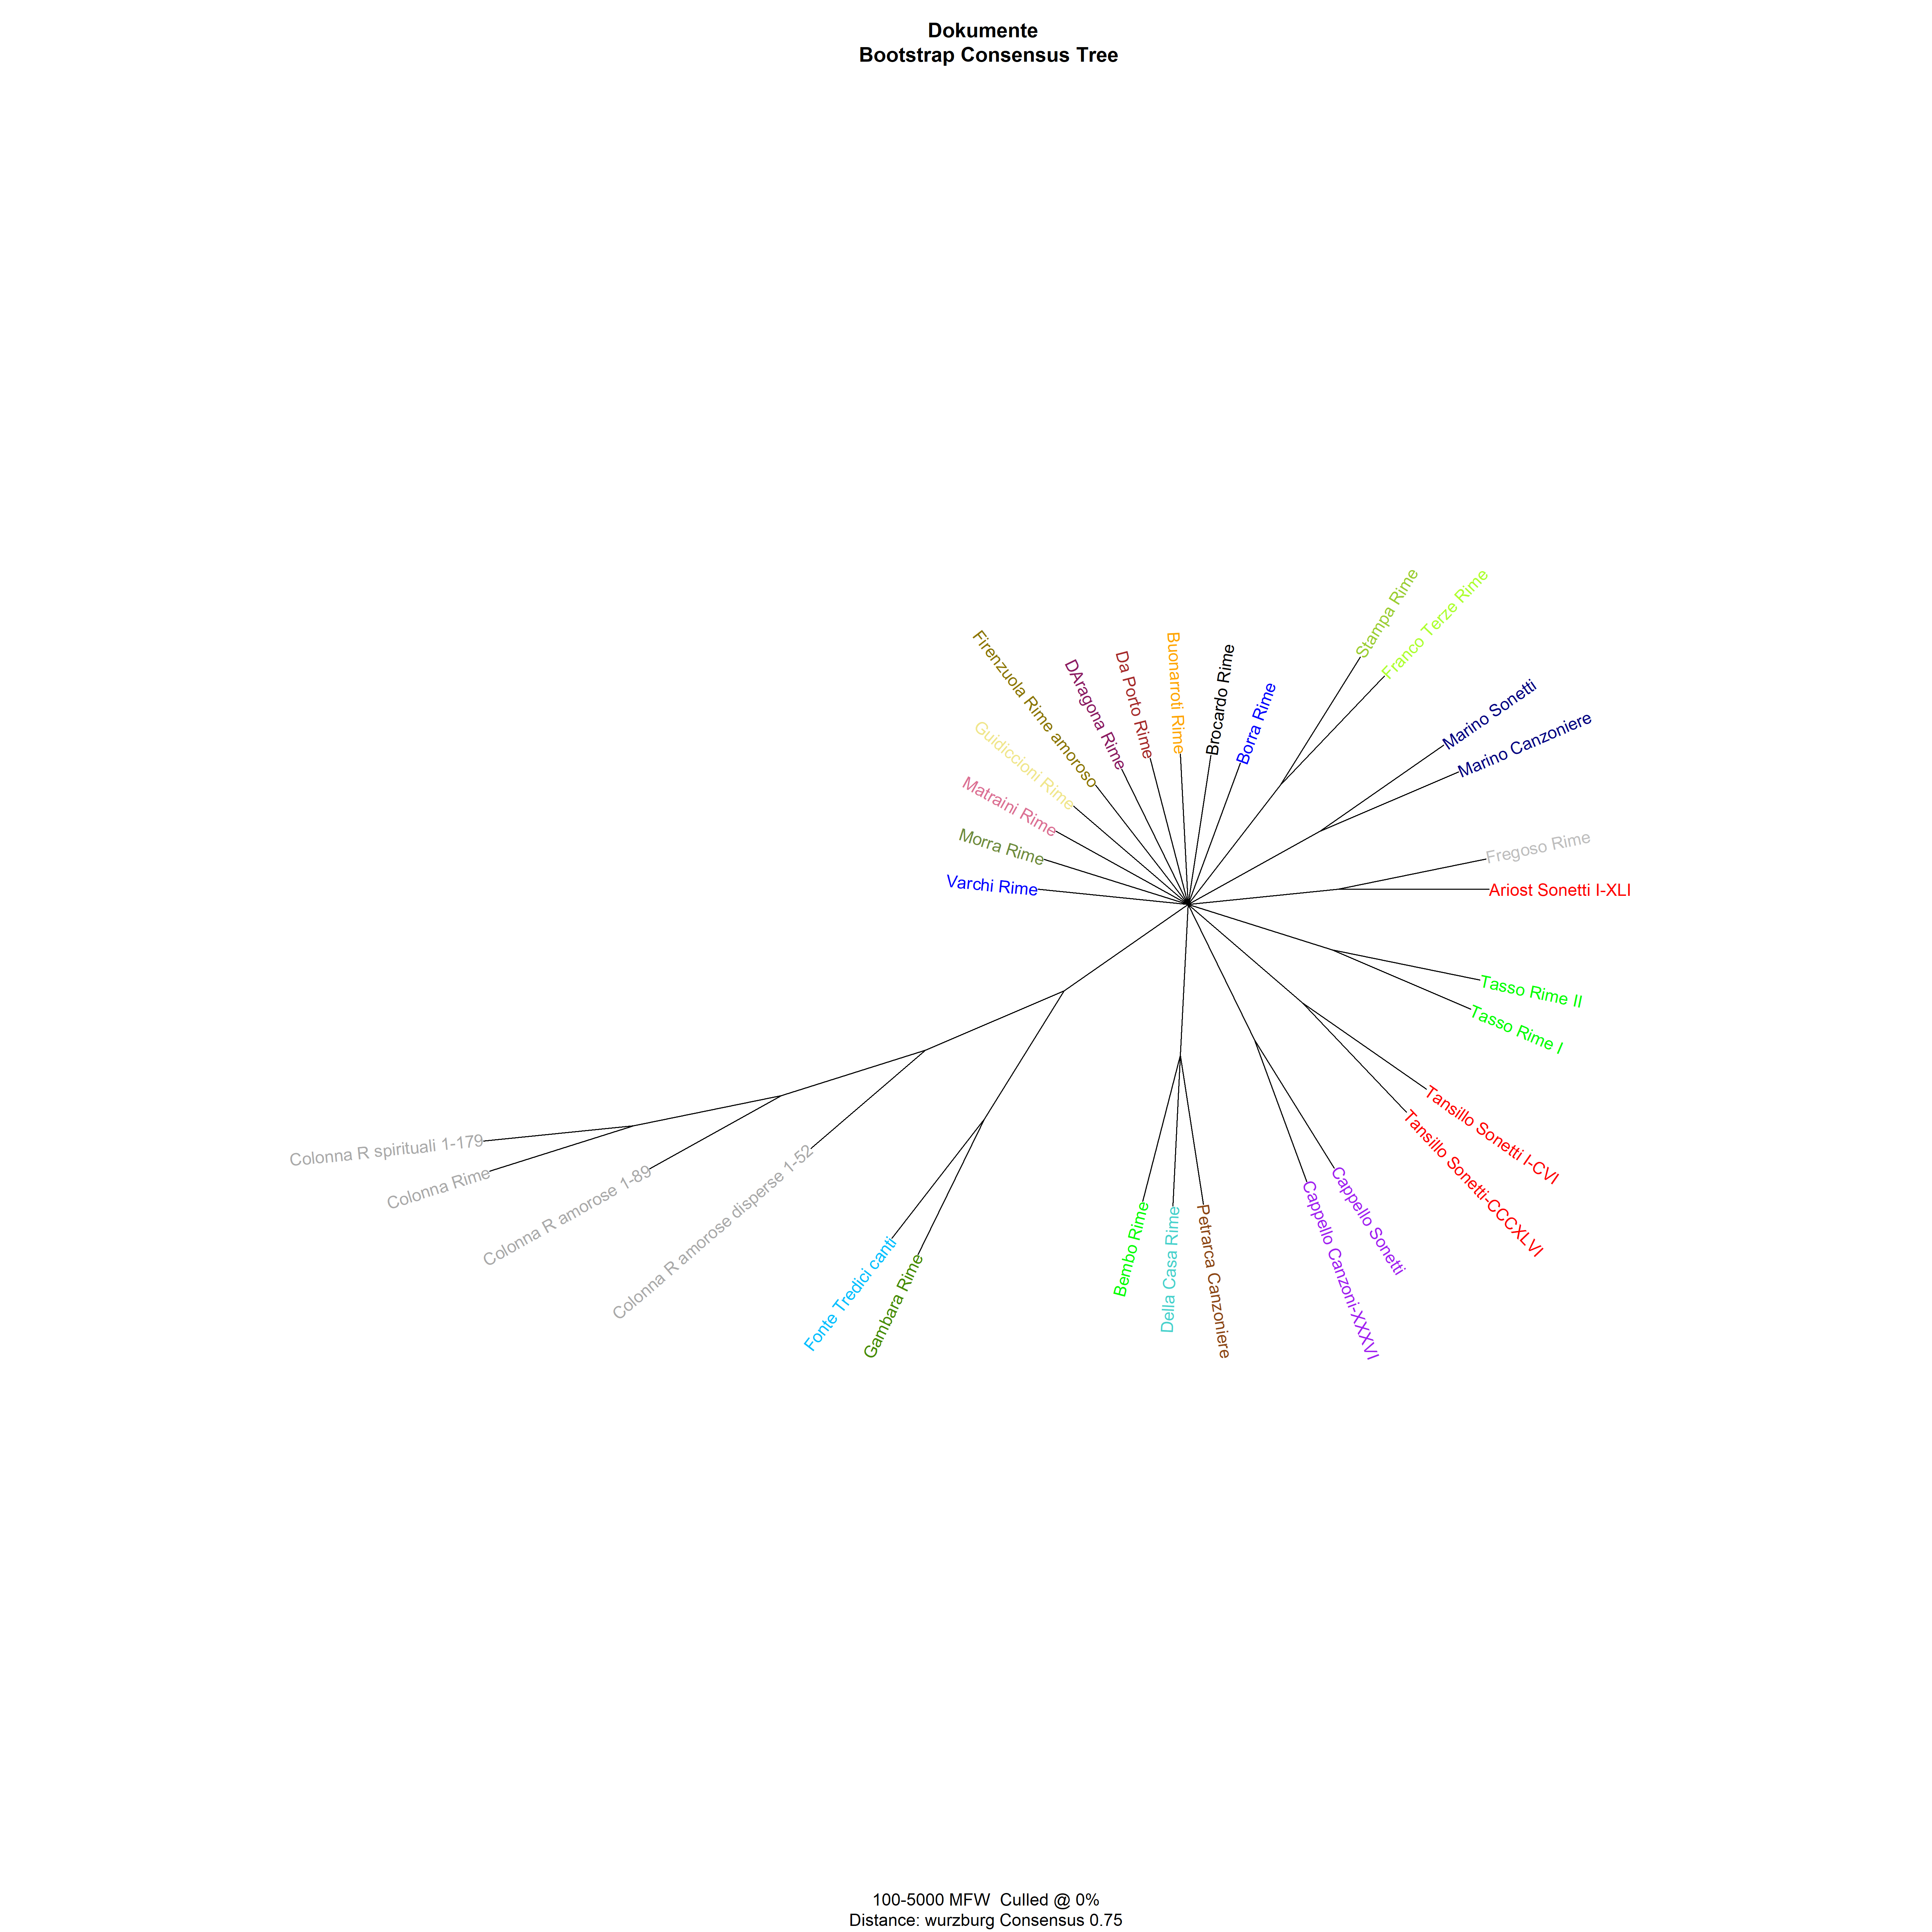 Dokumente
Bootstrap Consensus Tree
Stampa Rime
Franco Terze Rime
Marino Sonetti
Marino Canzoniere
Fregoso Rime
Ariost Sonetti I-XLI
Tasso Rime II
Tasso Rime I
Tansillo Sonetti I-CVI
Tansillo Sonetti-CCCXLVI
Cappello Sonetti
Cappello Canzoni-XXXVI
Petrarca Canzoniere
Della Casa Rime
Bembo Rime
Gambara Rime
Fonte Tredici canti
Colonna R amorose disperse 1-52
Colonna R amorose 1-89
Colonna Rime
Colonna R spirituali 1-179
Varchi Rime
Morra Rime
Matraini Rime
Guidiccioni Rime
Firenzuola Rime amoroso
DAragona Rime
Da Porto Rime
Buonarroti Rime
Brocardo Rime
Borra Rime
100-5000 MFW  Culled @ 0%
Distance: wurzburg Consensus 0.75